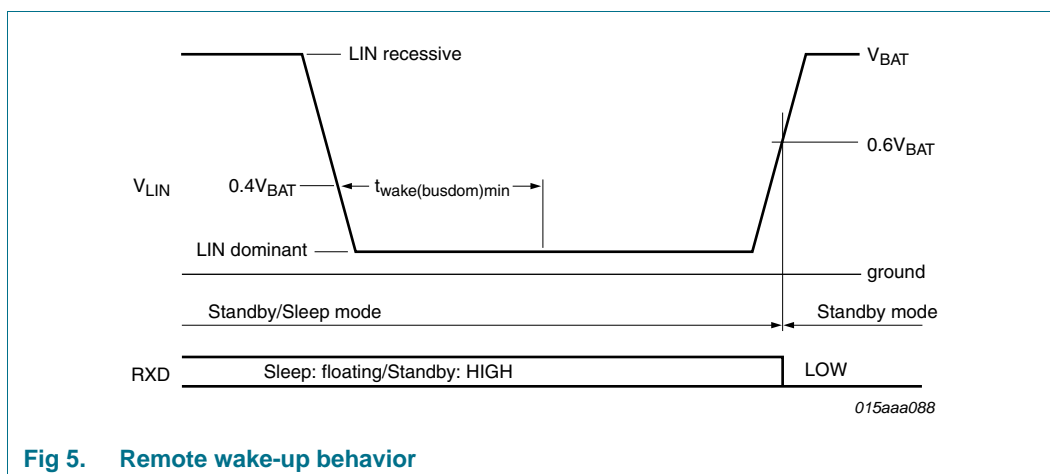 LIN recessive
VBAT
0.6VBAT
VLIN
0.4VBAT
twake(busdom)min
LIN dominant
ground
Standby/Sleep mode
Standby mode
RXD
Sleep: floating/Standby: HIGH
LOW
015aaa088
Fig 5. Remote wake-up behavior